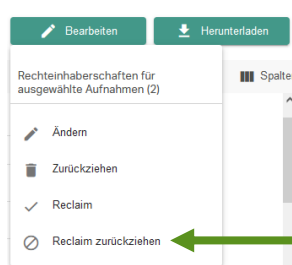 Bearbeiten
Herunterladen
Rechteinhaberschaften für
ausgewählte Aufnahmen (2)
Spalte
Ändern
Zurückziehen
Reclaim
Reclaim zurückziehen